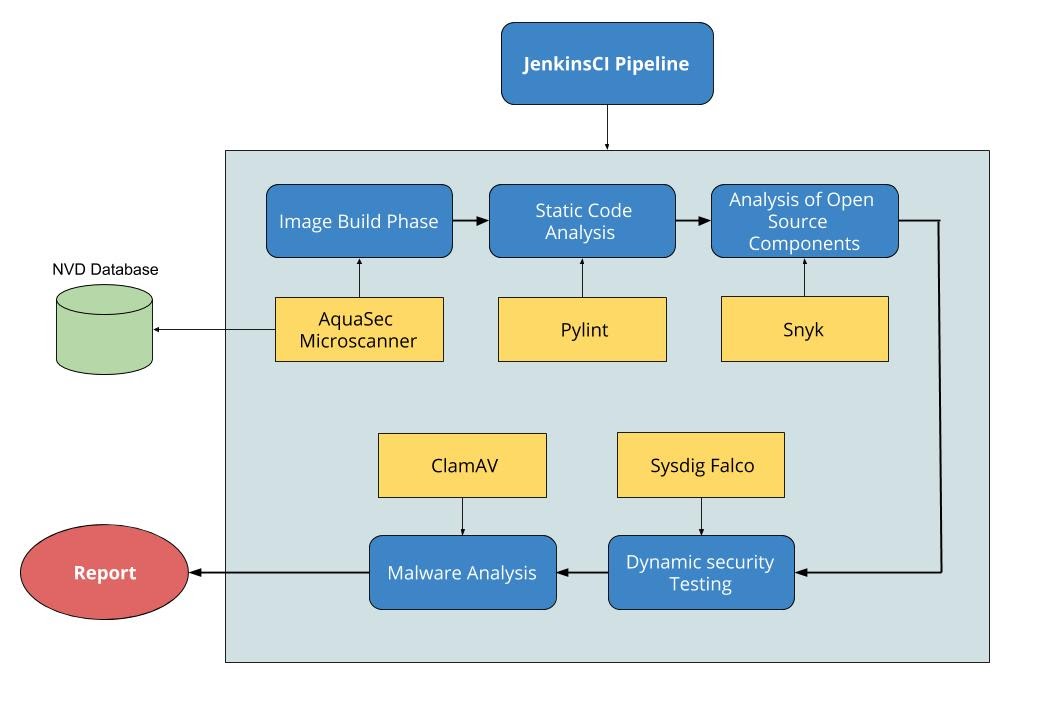 JenkinsCI Pipeline
Image Build Phase
Static Code
Analysis
Analysis of Open
Source
Components
NVD Database
AquaSec
Microscanner
Pylint
Snyk
ClamAV
Sysdig Falco
Report
Malware Analysis
Dynamic security
Testing